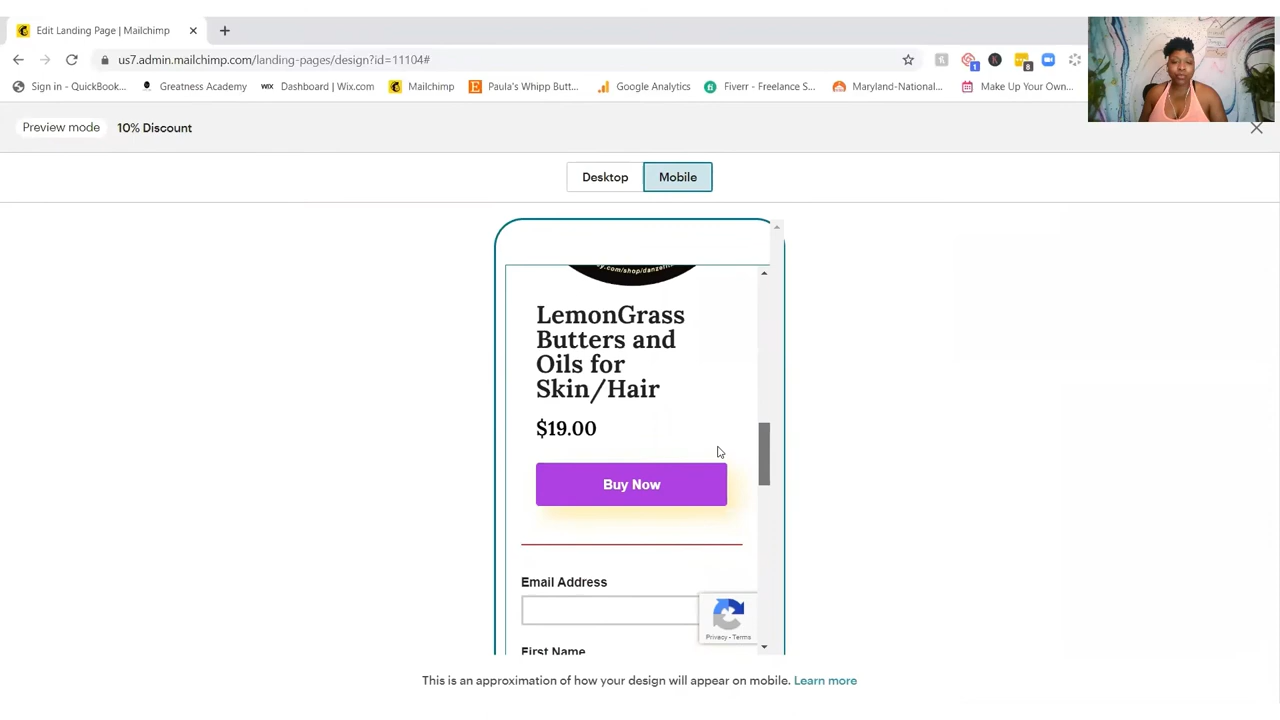 Edit Landing Page | Mailchimp
us7.admin.mailchimp.com/landing-pages/design?id=11104#
1
8
Sign in - QuickBook...
Greatness Academy
WIX Dashboard | Wix.com
Mailchimp
Paula's Whipp Butt...
Google Analytics
Fiverr - Freelance S...
Maryland-National...
Make Up Your Own...
Preview mode
10% Discount
Desktop
Mobile
LemonGrass
Butters and
Oils for
Skin/Hair
$19.00
Buy Now
Email Address
Privacy - Terms
First Name
This is an approximation of how your design will appear on mobile. Learn more